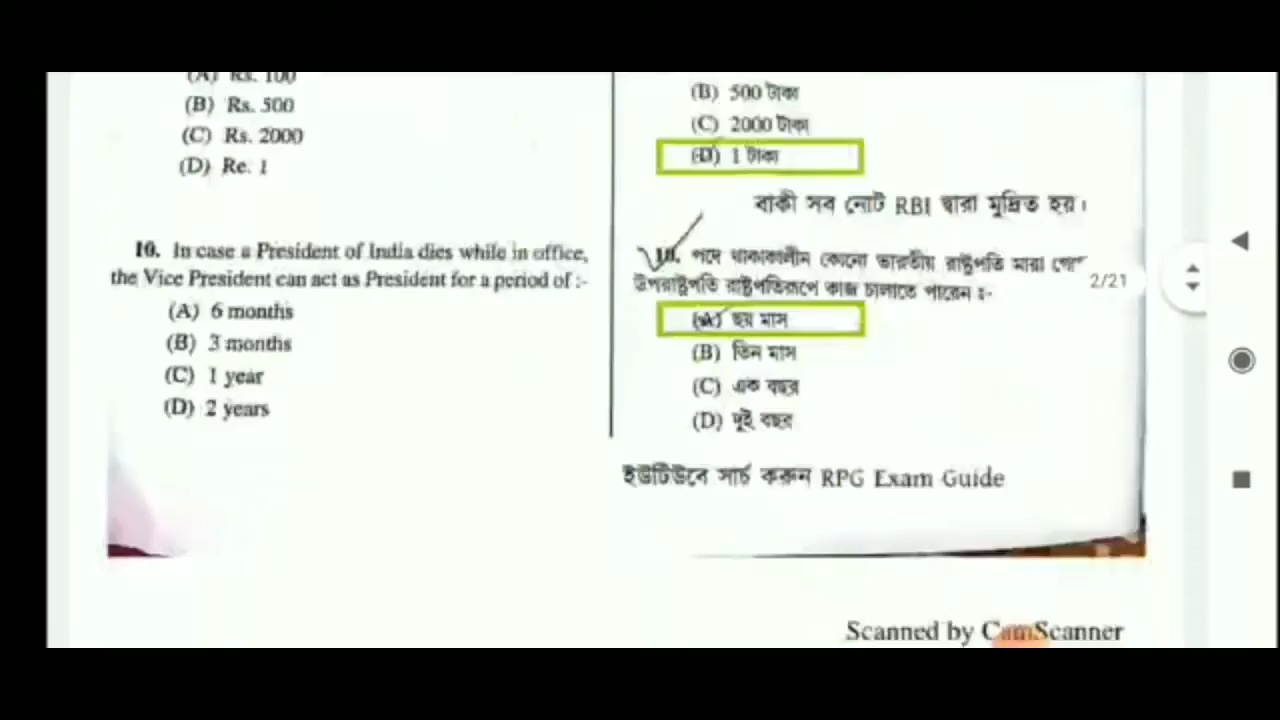 (A) Rs. 100
(B) Rs. 500
(C) Rs. 2000
(D) Re. 1
10. In case a President of India dies while in office,
the Vice President can act as President for a period of :-
(A) 6 months
(B) 3 months
(C) 1 year
(D) 2 years
(B) 500 টাকা
(C) 2000 টাকা
(D) 1 টাকা
বাকী সব নোট RBI দ্বারা মুদ্রিত হয়।
10. পদে থাকাকালীন কোনো ভারতীয় রাষ্ট্রপতি মারা
উপরাষ্ট্রপতি রাষ্ট্রপতিরূপে কাজ চালাতে পারেন ঃ-
(A) ছয় মাস
(B) তিন মাস
(C) এক বছর
(D) দুই বছর
2/21
ইউটিউবে সার্চ করুন RPG Exam Guide
Scanned by CamScanner